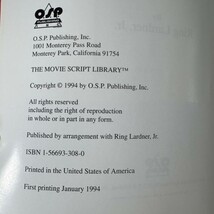 OSP
O.S.P. Publishing, Inc.
1001 Monterey Pass Road
Monterey Park, California 91754
THE MOVIE SCRIPT LIBRARY™
Copyright © 1994 by O.S.P. Publishing, Inc.
All rights reserved
including the right of reproduction
in whole or in script in any form.
Published by arrangement with Ring Lardner, Jr.
ISBN 1-56693-308-0
Printed in the United States of America
First printing January 1994